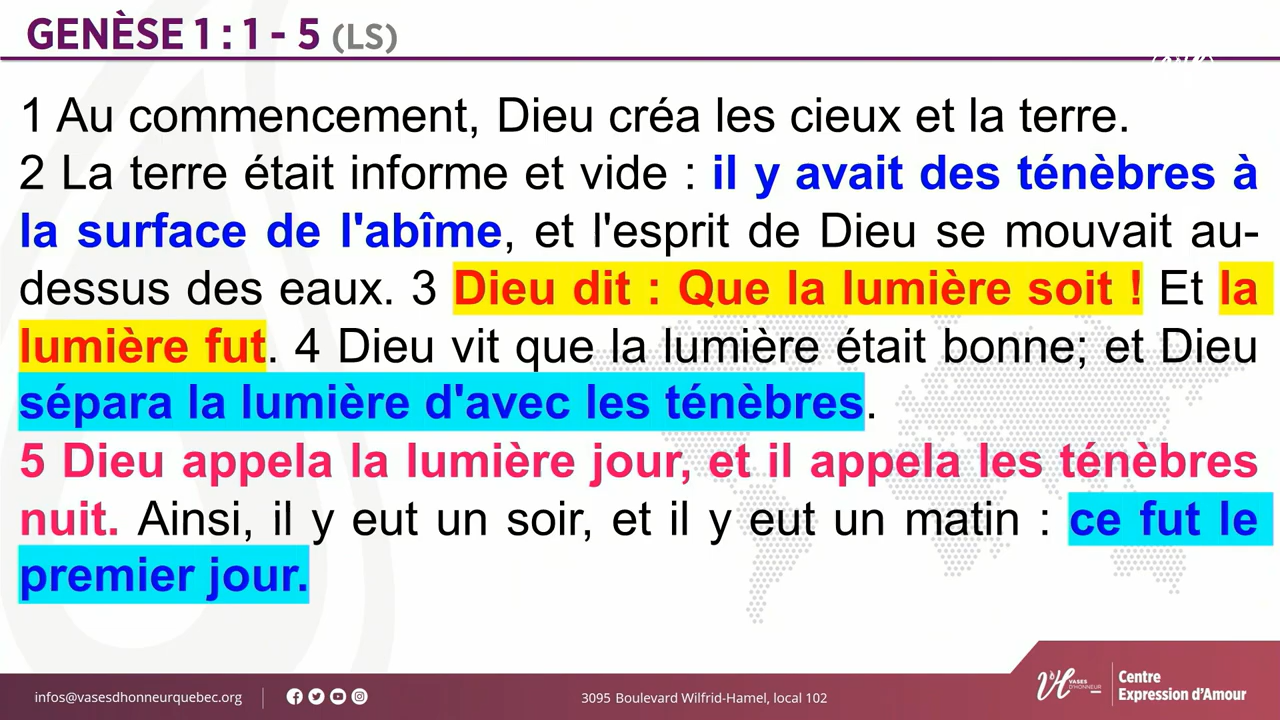 GENÈSE 1 : 1 - 5 (LS)
1 Au commencement, Dieu créa les cieux et la terre.
2 La terre était informe et vide : il y avait des ténèbres à
la surface de l'abîme, et l'esprit de Dieu se mouvait au-
dessus des eaux. 3 Dieu dit : Que la lumière soit ! Et la
lumière fut. 4 Dieu vit que la lumière était bonne; et Dieu
sépara la lumière d'avec les ténèbres.
5 Dieu appela la lumière jour, et il appela les ténèbres
nuit. Ainsi, il y eut un soir, et il y eut un matin : ce fut le
premier jour.
infos@vasesdhonneurquebec.org
3095 Boulevard Wilfrid-Hamel, local 102
VASES
D'HONNEUR
Centre
Expression d'Amour